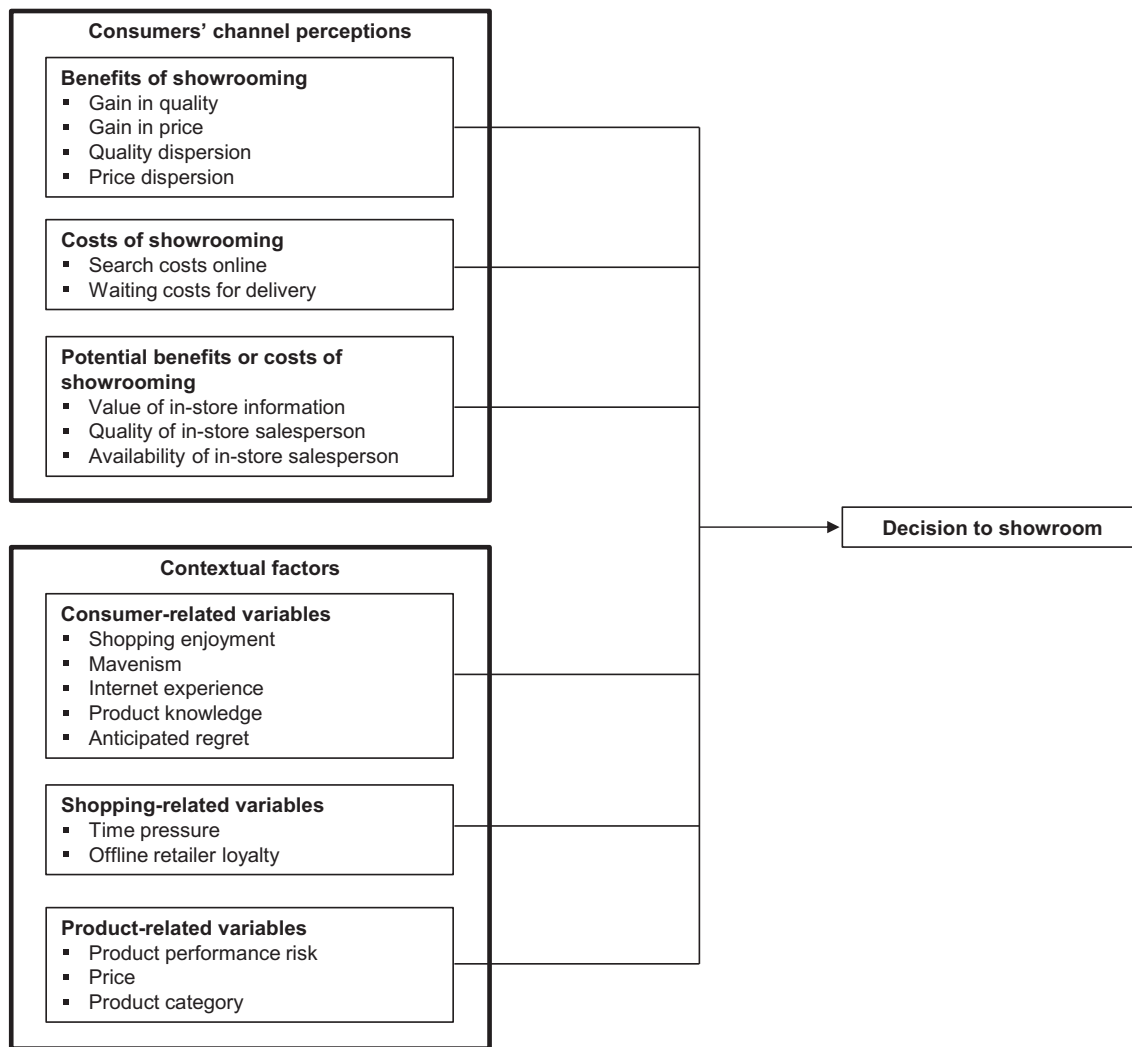 Consumers’ channel perceptions
Benefits of showrooming
▪ Gain in quality
▪ Gain in price
▪ Quality dispersion
▪ Price dispersion
Costs of showrooming
▪ Search costs online
▪ Waiting costs for delivery
Potential benefits or costs of
showrooming
▪ Value of in-store information
▪ Quality of in-store salesperson
▪ Availability of in-store salesperson
Decision to showroom
Contextual factors
Consumer-related variables
▪ Shopping enjoyment
▪ Mavenism
▪ Internet experience
▪ Product knowledge
▪ Anticipated regret
Shopping-related variables
▪ Time pressure
▪ Offline retailer loyalty
Product-related variables
▪ Product performance risk
▪ Price
▪ Product category